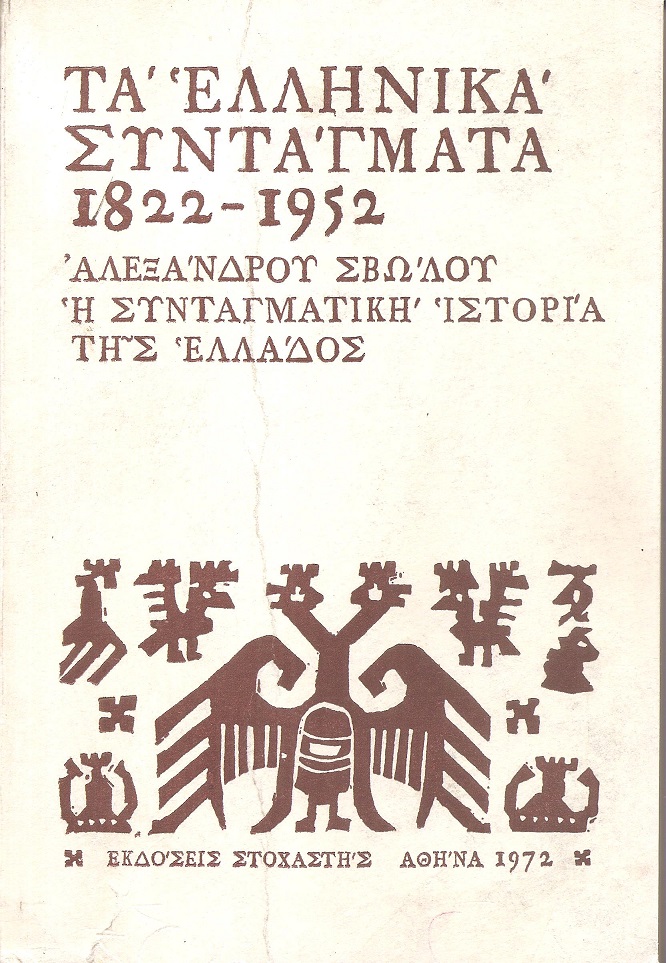 ΤΑ' ‘ΕΛΛΗΝΙΚΑ'
ΣΥΝΤΑ'ΓΜΑΤΑ
1822-1952
’ΑΛΕΞΑ'ΝΔΡΟΥ ΣΒΩ'ΛΟΥ
‘Η ΣΥΝΤΑΓΜΑΤΙΚΗ' ‘ΙΣΤΟΡΙ'Α
ΤΗ͂Σ ‘ΕΛΛΑ'ΔΟΣ
ΕΚΔΟ'ΣΕΙΣ ΣΤΟΧΑΣΤΗ'Σ ΑΘΗ'ΝΑ 1972